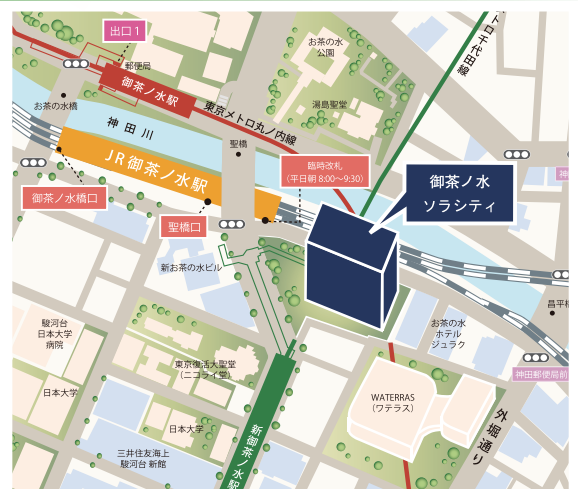 出口1
郵便局
御茶ノ水駅
お茶の水
公園
湯島聖堂
トロ千代田線
お茶の水橋
神田川
東京メトロ丸ノ内線
聖橋
JR御茶ノ水駅
臨時改札
(平日朝 8:00〜9:30)
御茶ノ水
ソラシティ
御茶ノ水橋口
聖橋口
新お茶の水ビル
昌平橋
駿河台
日本大学
病院
お茶の水
ホテル
ジュラク
東京復活大聖堂
(ニコライ堂)
神田郵便局前
日本大学
WATERRAS
(ワテラス)
外堀通り
日本大学
新御茶ノ水駅
三井住友海上
駿河台 新館